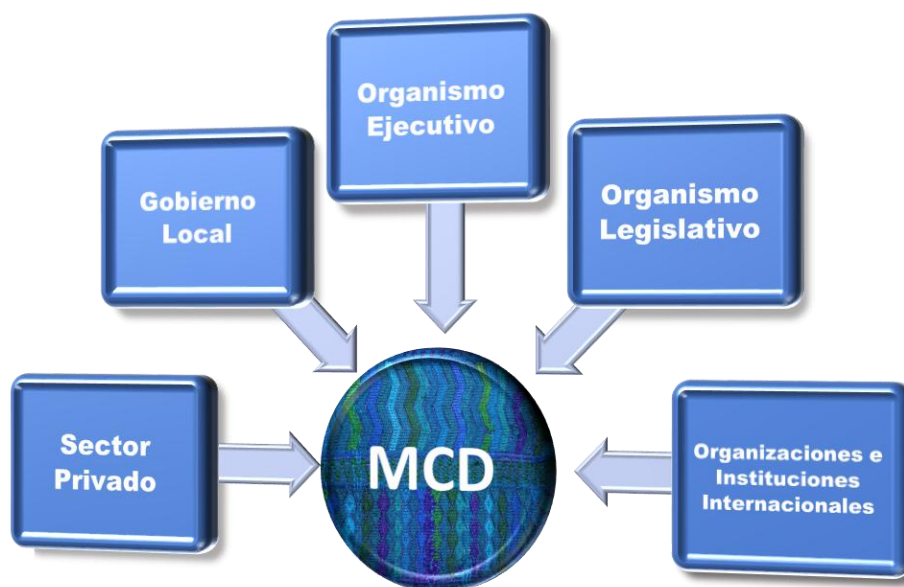 Organismo
Ejecutivo
Gobierno
Local
Organismo
Legislativo
Sector
Privado
MCD
Organizaciones e
Instituciones
Internacionales